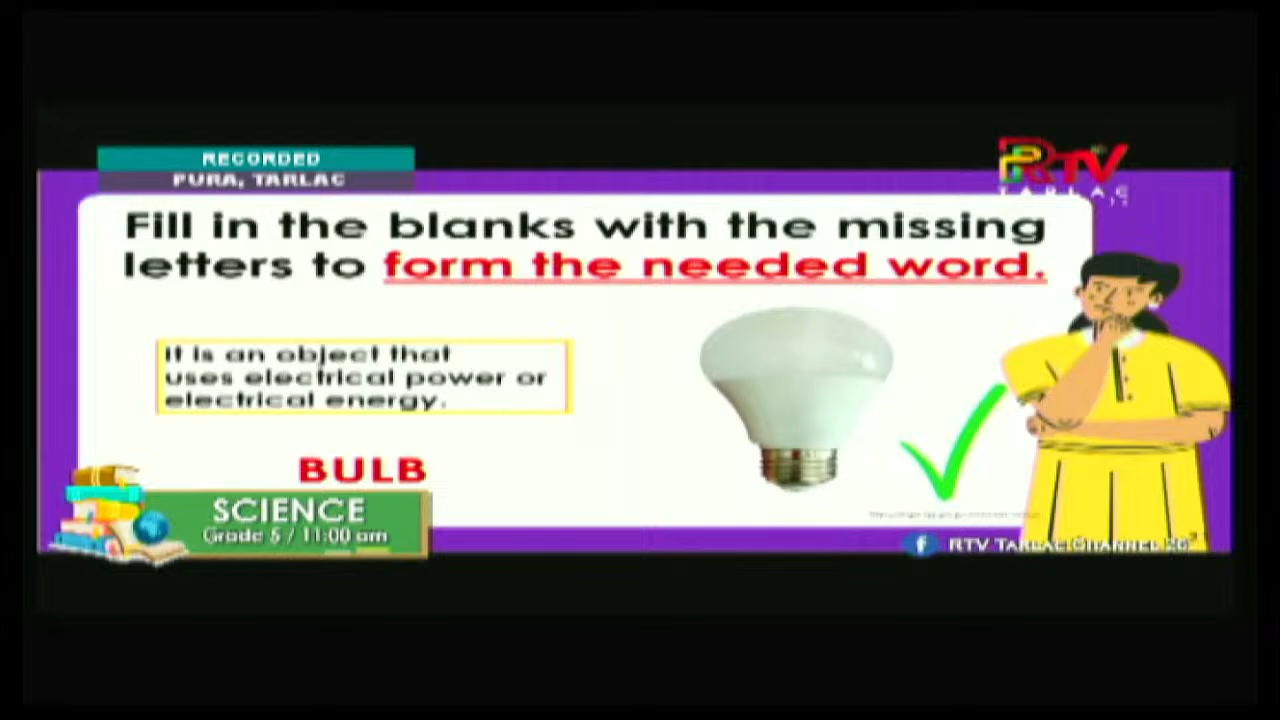 RECORDED
PURA, TARLAC
RTV
TARLAC
Fill in the blanks with the missing
letters to form the needed word.
it is an object that
uses electrical power or
electrical energy.
BULB
SCIENCE
Grade 5 / 11:00 am
f RTV TARLAC CHANNEL 26